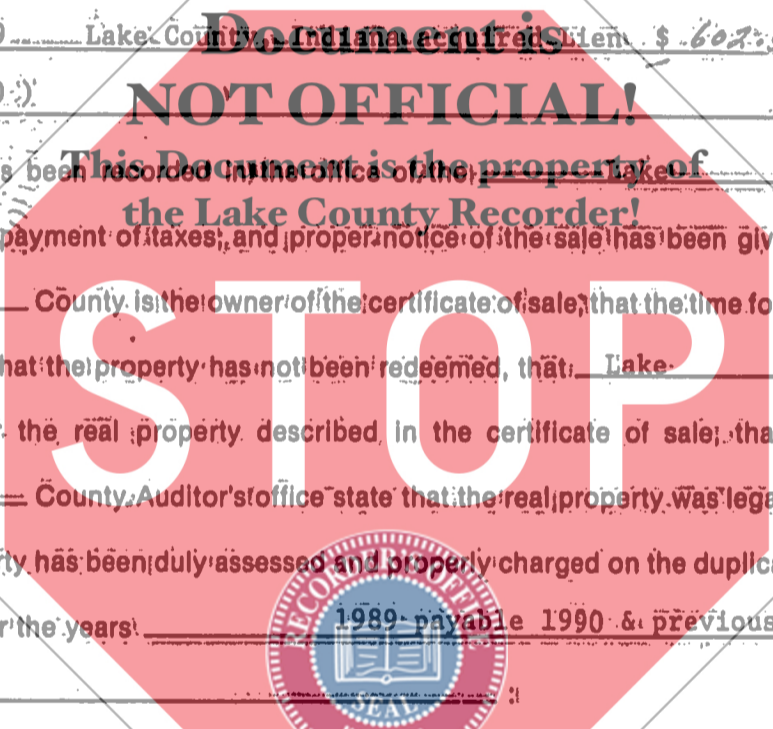 Lake County, Indiana acquired Lien $ 602.
Document is
NOT OFFICIAL!
This Document is the property of
the Lake County Recorder!
s been recorded in the office of the Lake
payment of taxes, and proper notice of the sale has been giv
STOP
County is the owner of the certificate of sale; that the time fo
hat the property has not been redeemed, that Lake
the real property described in the certificate of sale; tha
County Auditor's office state that the real property was lega
ty has been duly assessed and properly charged on the duplica
r the years 1989 payable 1990 & previous
RECORDER'S OFFICE
SEAL